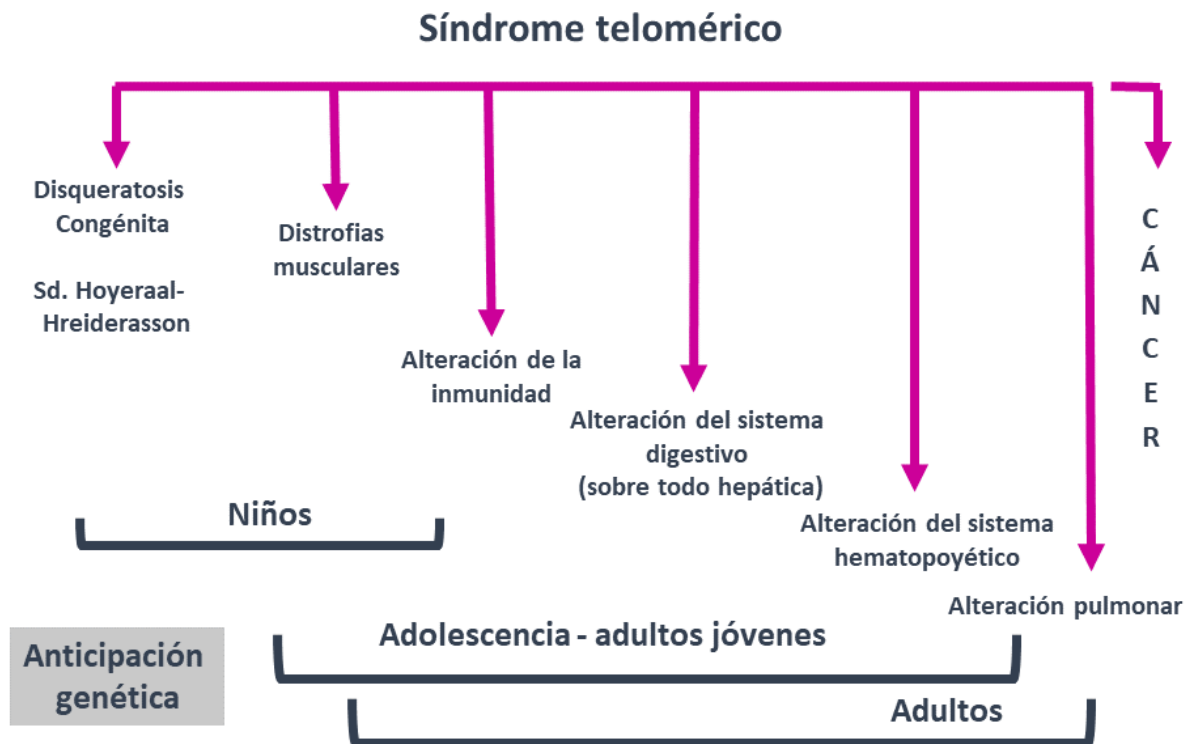 Síndrome telomérico
Disqueratosis
Congénita
Sd. Hoyeraal-
Hreiderasson
Distrofias
musculares
Alteración de la
inmunidad
Alteración del sistema
digestivo
(sobre todo hepática)
Alteración del sistema
hematopoyético
Alteración pulmonar
C
Á
N
C
E
R
Niños
Adolescencia - adultos jóvenes
Adultos
Anticipación
genética